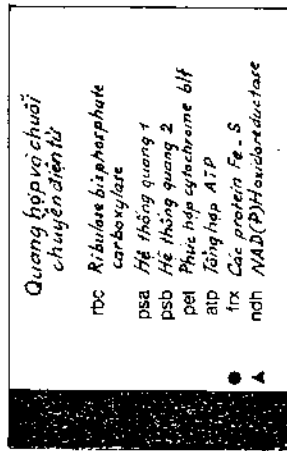 Quang hợp và chuỗi
chuyển điện tử
rbc Ribulose bisphosphate
carboxylase
psa Hệ thống quang 1
psb Hệ thống quang 2
pet Phức hợp cytochrome b/f
atp Tổng hợp ATP
frx Các protein Fe-S
ndh NAD(P)H oxidoreductase